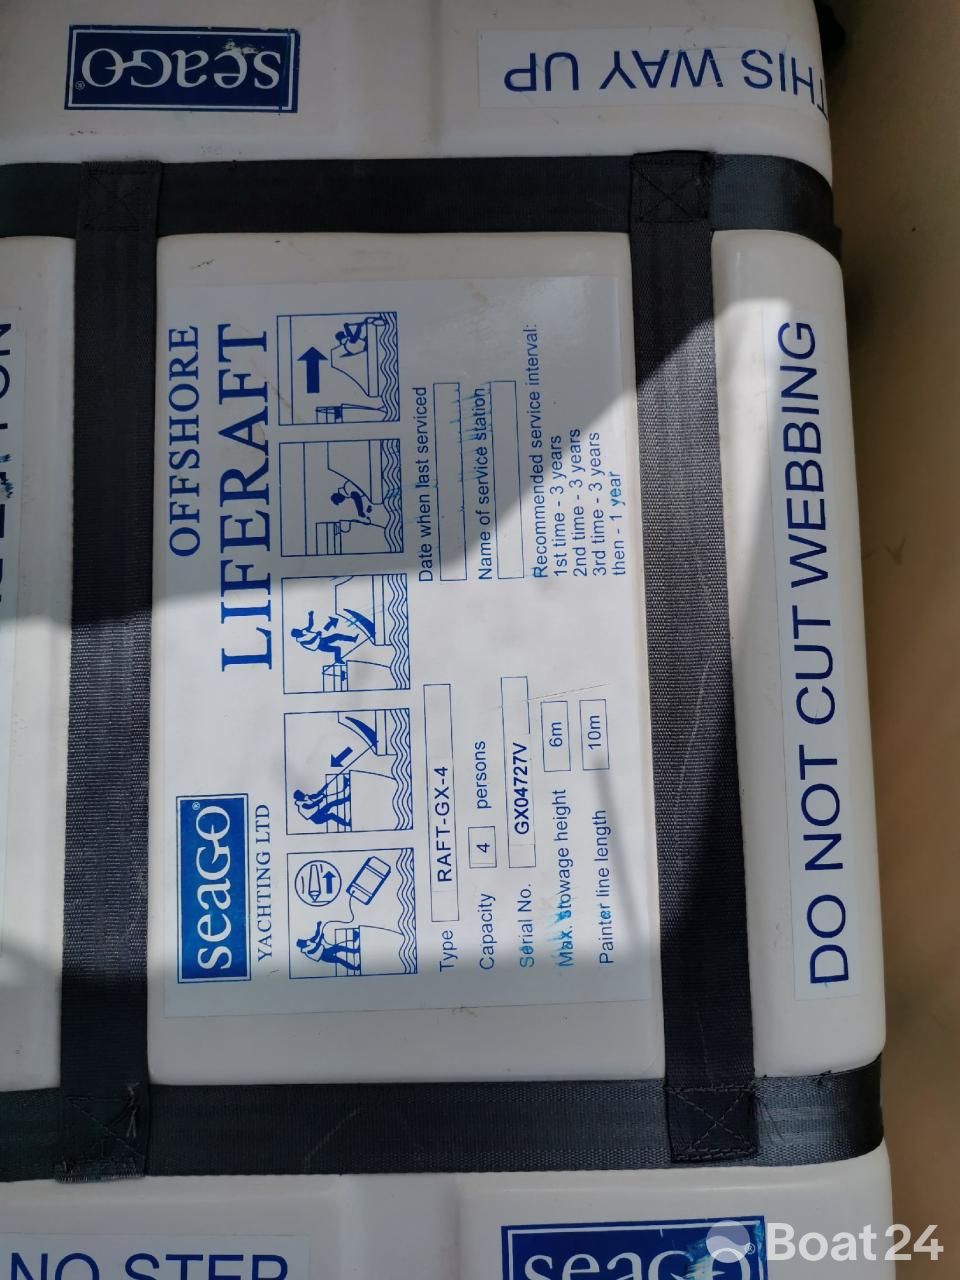 seago
THIS WAY UP
OFFSHORE
LIFERAFT
seago
YACHTING LTD
Type RAFT-GX-4
Capacity 4 persons
Serial No. GX04727V
Max. stowage height 6m
Painter line length 10m
Date when last serviced
Name of service station
Recommended service interval:
1st time - 3 years
2nd time - 3 years
3rd time - 3 years
then - 1 year
DO NOT CUT WEBBING
NO STEP
seago
Boat24